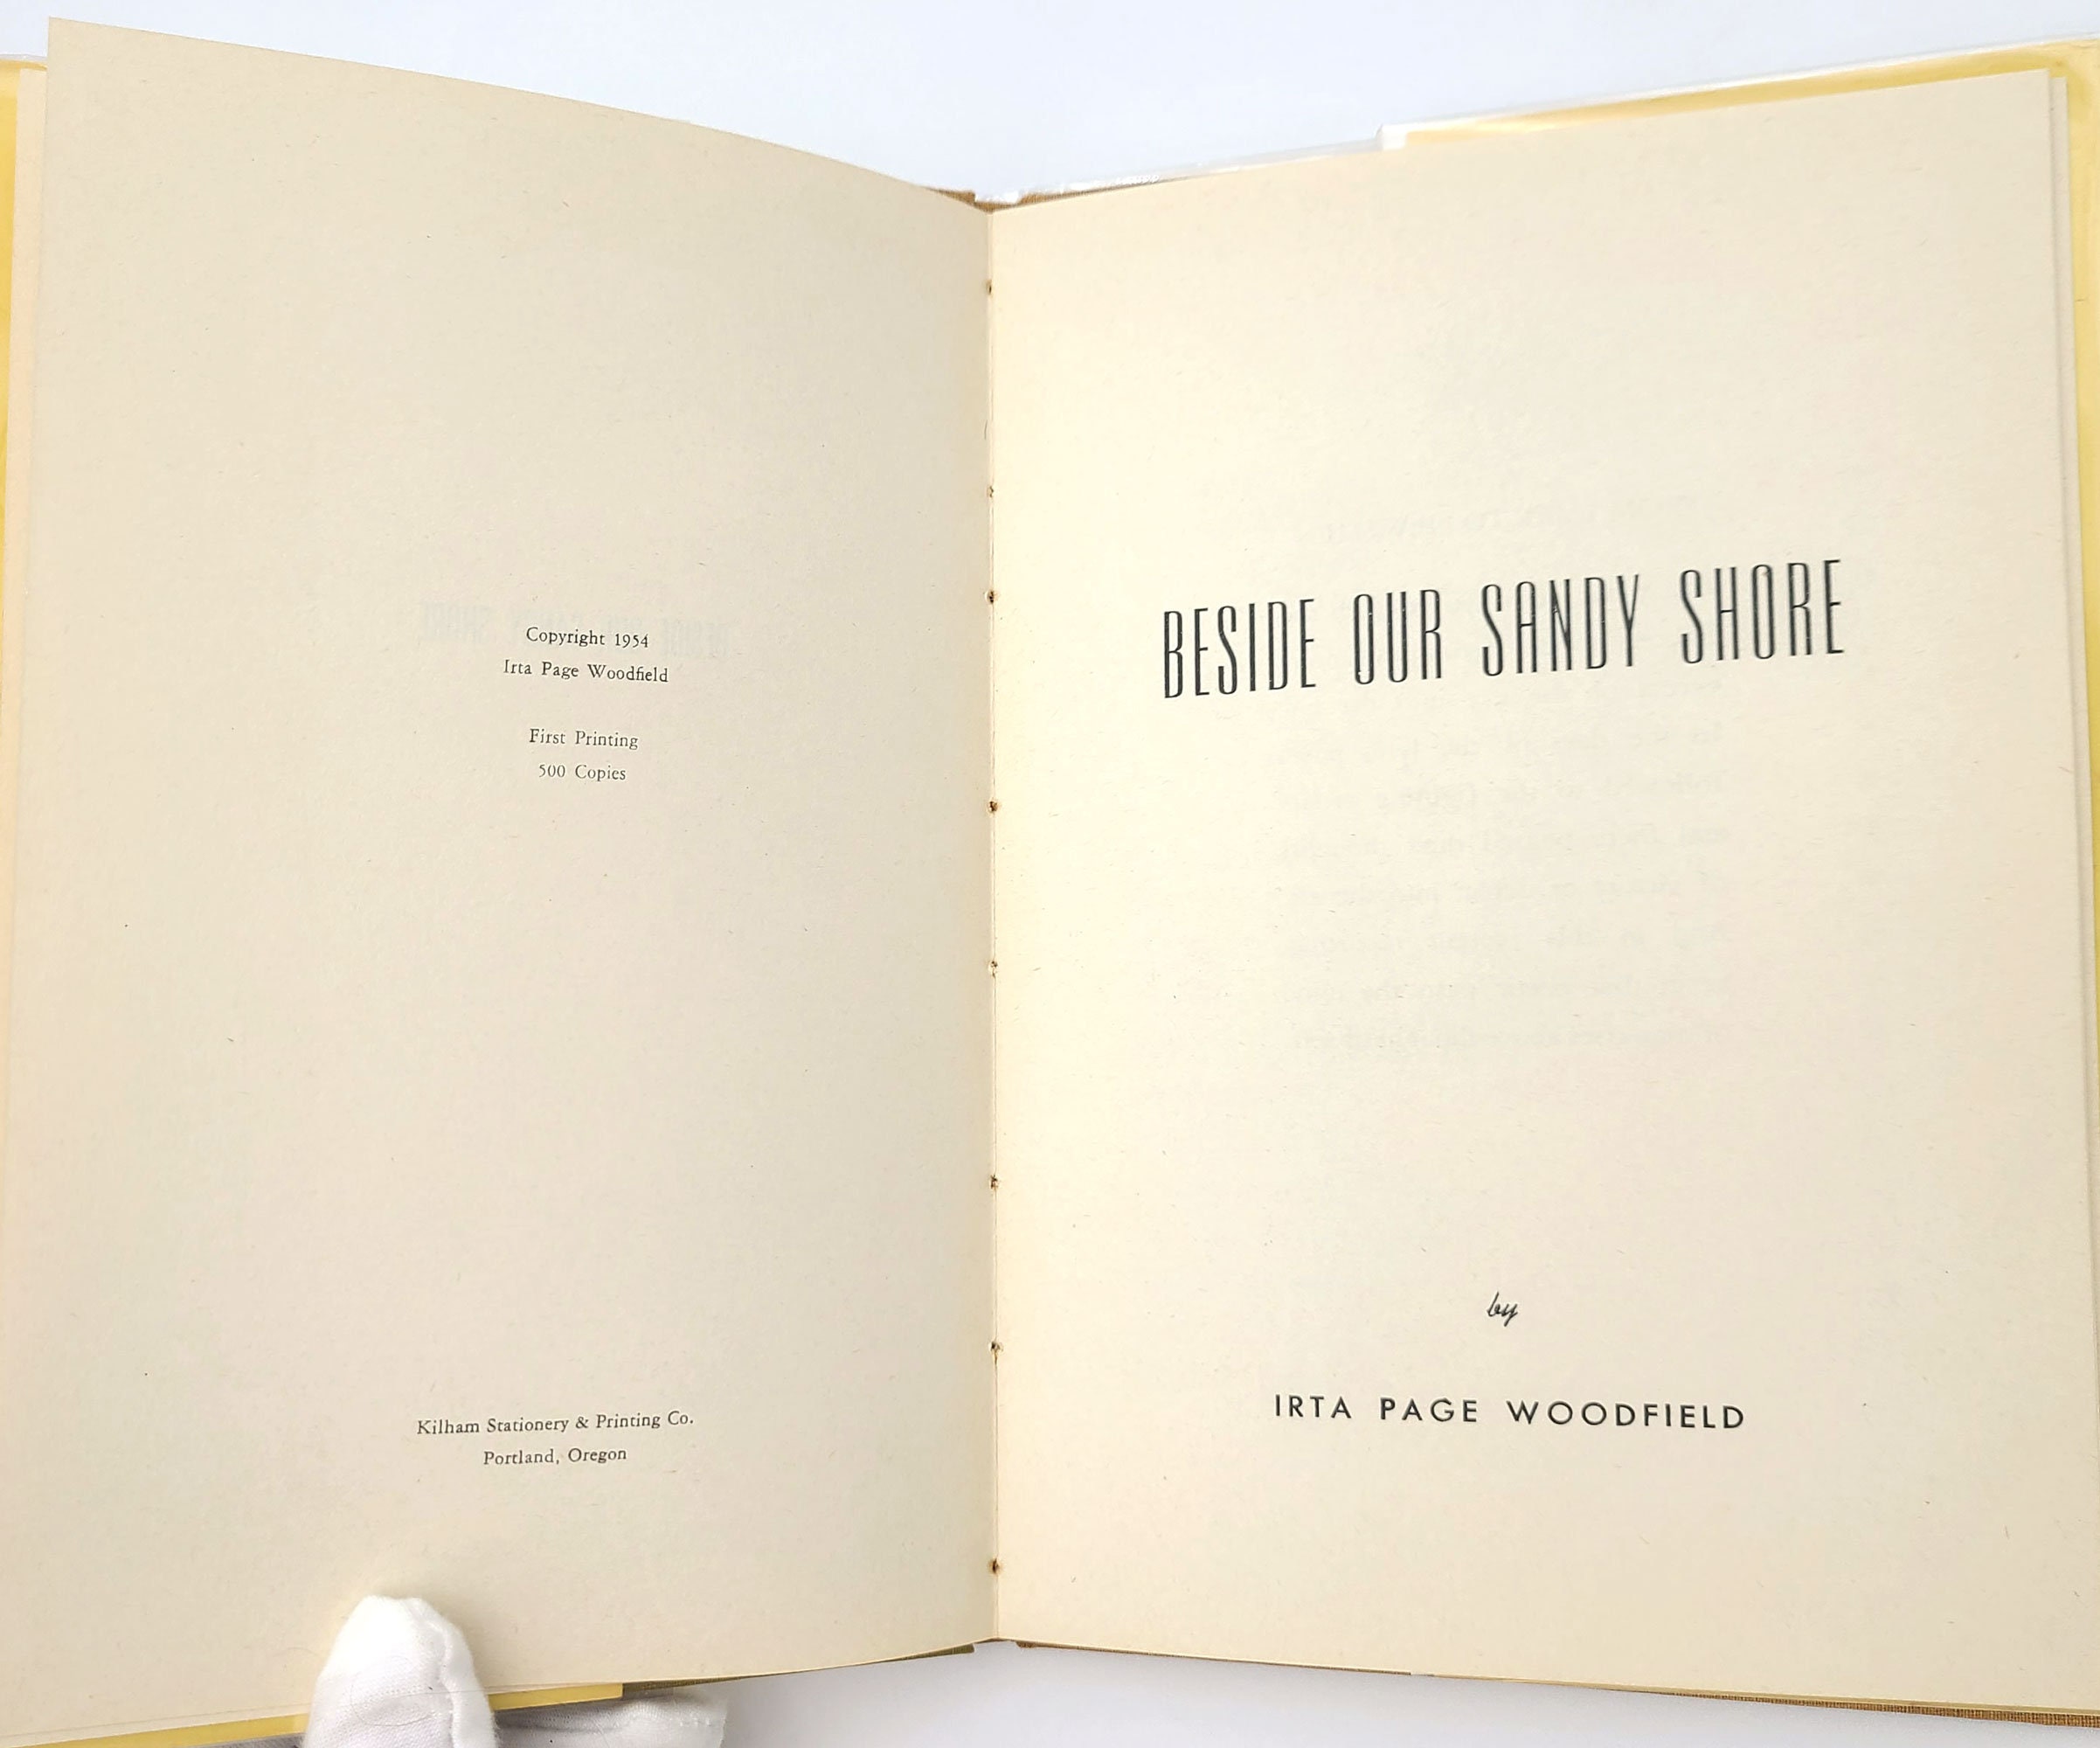 Copyright 1954
Irta Page Woodfield
First Printing
500 Copies
Kilham Stationery & Printing Co.
Portland, Oregon
BESIDE OUR SANDY SHORE
by
IRTA PAGE WOODFIELD